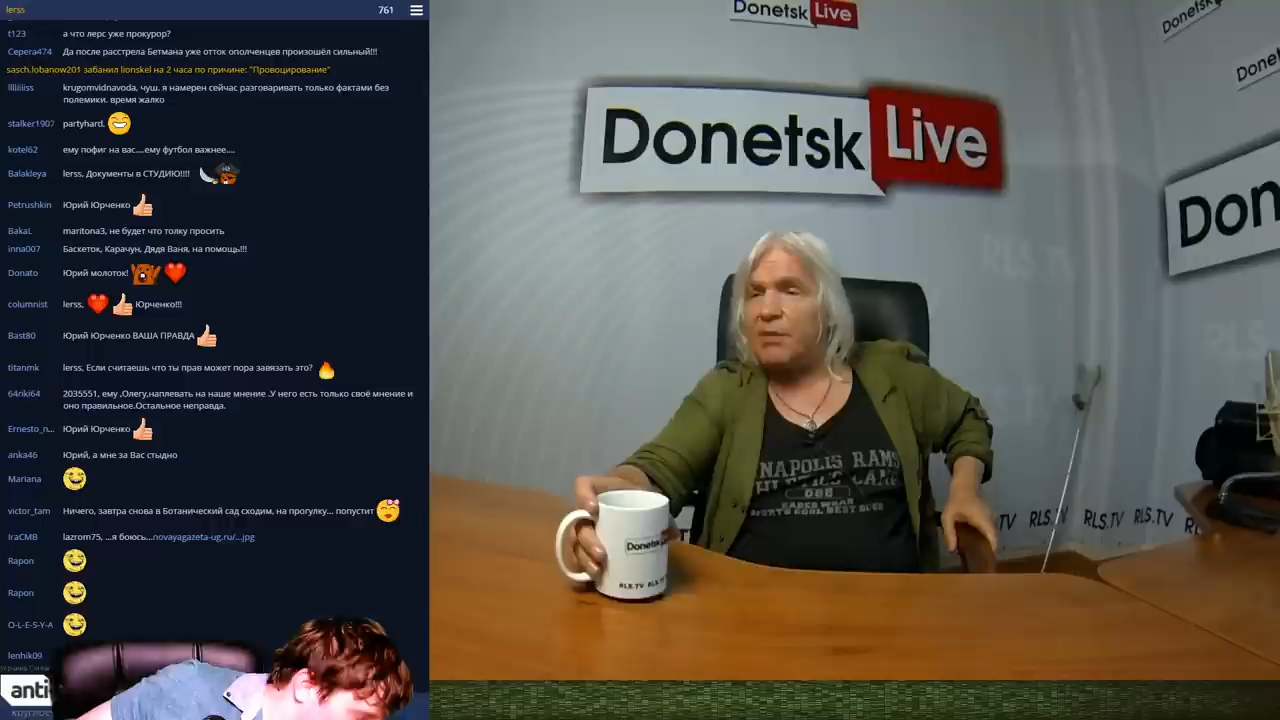 lerss
761
t123 а что лерс уже прокурор?
Серега474 Да после расстрела Бетмана уже отток ополченцев произошёл сильный!!!
sasch.lobanow201 забанил lionskel на 2 часа по причине: "Провоцирование"
krugomvidnavoda, чуш. я намерен сейчас разговаривать только фактами без
полемики. время жалко
stalker1907 partyhard,
kotel62 ему пофиг на вас....ему футбол важнее....
Balakleya lerss, Документы в СТУДИЮ!!!!
Petrushkin Юрий Юрченко
BakaL maritona3, не будет что толку просить
inna007 Баскеток, Карачун, Дядя Ваня, на помощь!!!
Donato Юрий молоток!
columnist lerss, Юрченко!!!
Bast80 Юрий Юрченко ВАША ПРАВДА
titanmk lerss, Если считаешь что ты прав может пора завязать это?
64riki64 2035551, ему ,Олегу,наплевать на наше мнение .У него есть только своё мнение и
оно правильное.Остальное неправда.
Ernesto_n... Юрий Юрченко
anka46 Юрий, а мне за Вас стыдно
Mariana
victor_tam Ничего, завтра снова в Ботанический сад сходим, на прогулку... попустит
IraCMB lazrom75, ...я боюсь...novayagazeta-ug.ru/...jpg
Rapon
Rapon
O-L-E-S-Y-A
lenhik09
anti
Donetsk Live
Donetsk Live
Donetsk
Donet
Don
NAPOLIS RAMS
RLS.TV RLS.TV RLS.TV
Donetsk
RLS.TV RLS.T